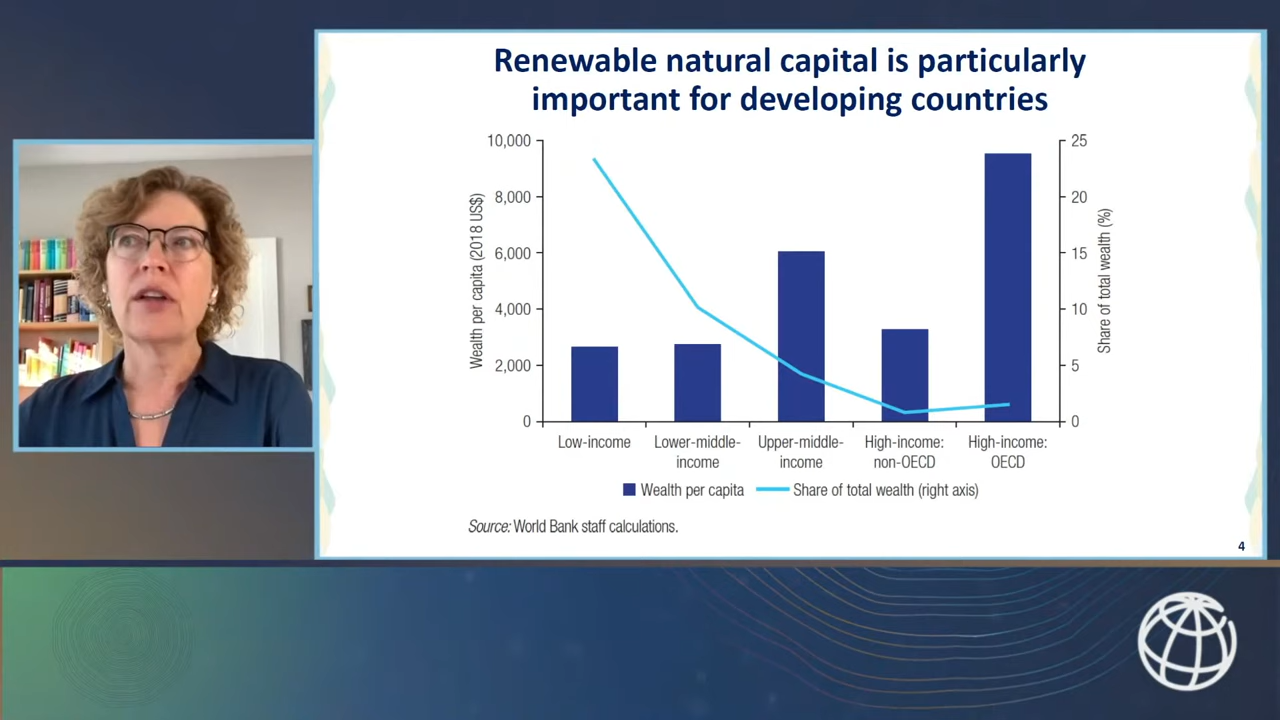 Renewable natural capital is particularly
important for developing countries
10,000
8,000
6,000
4,000
2,000
0
Wealth per capita (2018 US$)
25
20
15
10
5
0
Share of total wealth (%)
Low-income
Lower-middle-
income
Upper-middle-
income
High-income:
non-OECD
High-income:
OECD
Wealth per capita
Share of total wealth (right axis)
Source: World Bank staff calculations.
4